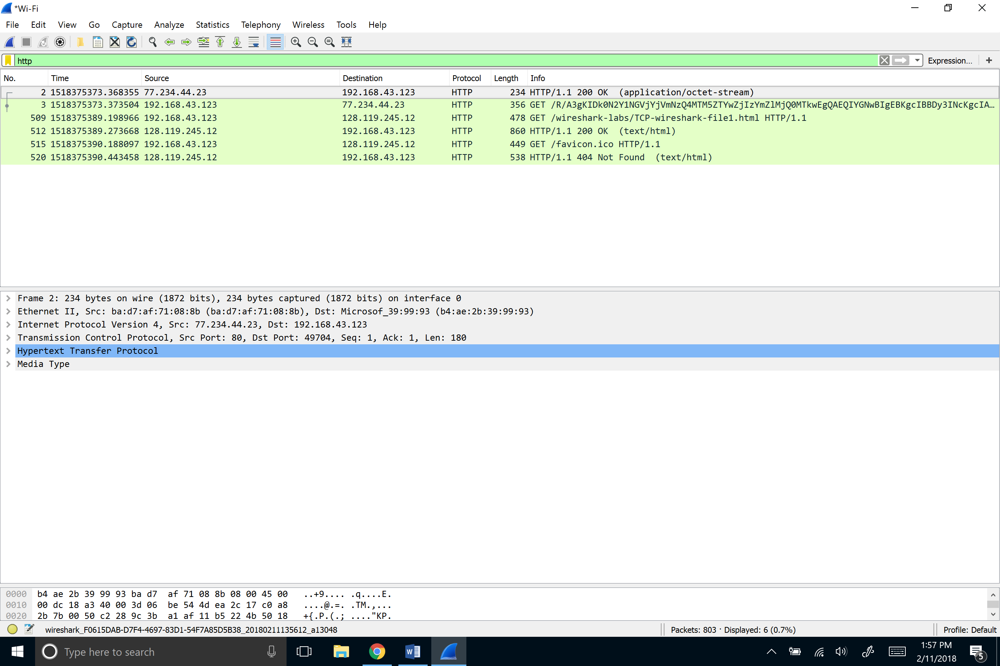 *Wi-Fi
File Edit View Go Capture Analyze Statistics Telephony Wireless Tools Help
http Expression... +
No. Time Source Destination Protocol Length Info
2 1518375373.368355 77.234.44.23 192.168.43.123 HTTP 234 HTTP/1.1 200 OK (application/octet-stream)
3 1518375373.373504 192.168.43.123 77.234.44.23 HTTP 356 GET /R/A3gKIDk0N2Y1NGVjYjVmNzQ4MTM5ZTYwZjIzYmZlMjQ0MTkwEgQAEQIYGNwBIgEBKgcIBBDy3INcKgcIA…
509 1518375389.198966 192.168.43.123 128.119.245.12 HTTP 478 GET /wireshark-labs/TCP-wireshark-file1.html HTTP/1.1
512 1518375389.273668 128.119.245.12 192.168.43.123 HTTP 860 HTTP/1.1 200 OK (text/html)
515 1518375390.188097 192.168.43.123 128.119.245.12 HTTP 449 GET /favicon.ico HTTP/1.1
520 1518375390.443458 128.119.245.12 192.168.43.123 HTTP 538 HTTP/1.1 404 Not Found (text/html)
Frame 2: 234 bytes on wire (1872 bits), 234 bytes captured (1872 bits) on interface 0
Ethernet II, Src: ba:d7:af:71:08:8b (ba:d7:af:71:08:8b), Dst: Microsof_39:99:93 (b4:ae:2b:39:99:93)
Internet Protocol Version 4, Src: 77.234.44.23, Dst: 192.168.43.123
Transmission Control Protocol, Src Port: 80, Dst Port: 49704, Seq: 1, Ack: 1, Len: 180
Hypertext Transfer Protocol
Media Type
0000 b4 ae 2b 39 99 93 ba d7 af 71 08 8b 08 00 45 00 ..+9.... .q....E.
0010 00 dc 18 a3 40 00 3d 06 be 54 4d ea 2c 17 c0 a8 ....@.=. .TM.,...
0020 2b 7b 00 50 c2 28 9c 3b a1 af 11 b5 22 4b 50 18 +{.P.(.; ...."KP.
wireshark_F0615DAB-D7F4-4697-83D1-54F7A85D5B38_20180211135612_a13048 Packets: 803 · Displayed: 6 (0.7%) Profile: Default
Type here to search
1:57 PM
2/11/2018
5